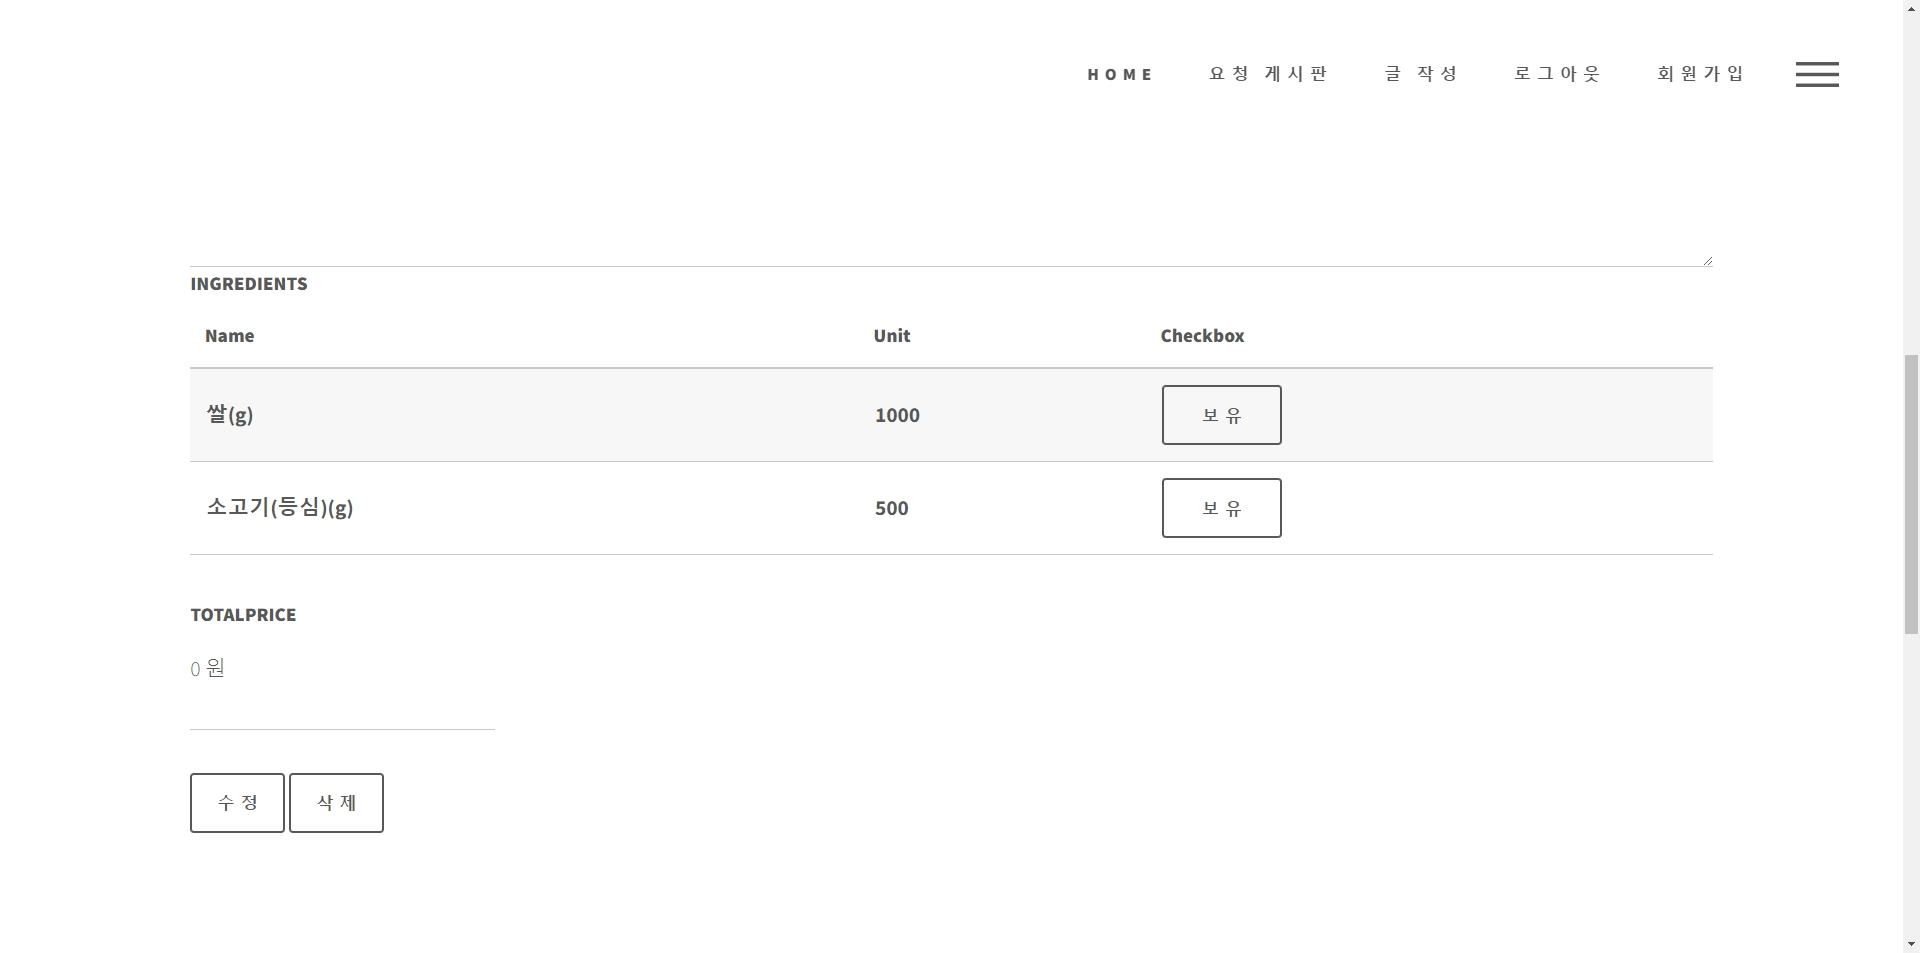 HOME 요청 게시판 글 작성 로그아웃 회원가입
INGREDIENTS
Name Unit Checkbox
쌀(g) 1000 보유
소고기(등심)(g) 500 보유
TOTALPRICE
0 원
수정 삭제